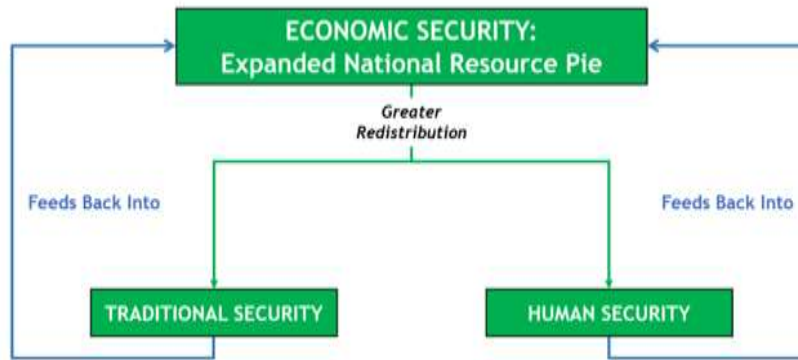 ECONOMIC SECURITY:
Expanded National Resource Pie
Greater
Redistribution
Feeds Back Into
Feeds Back Into
TRADITIONAL SECURITY
HUMAN SECURITY